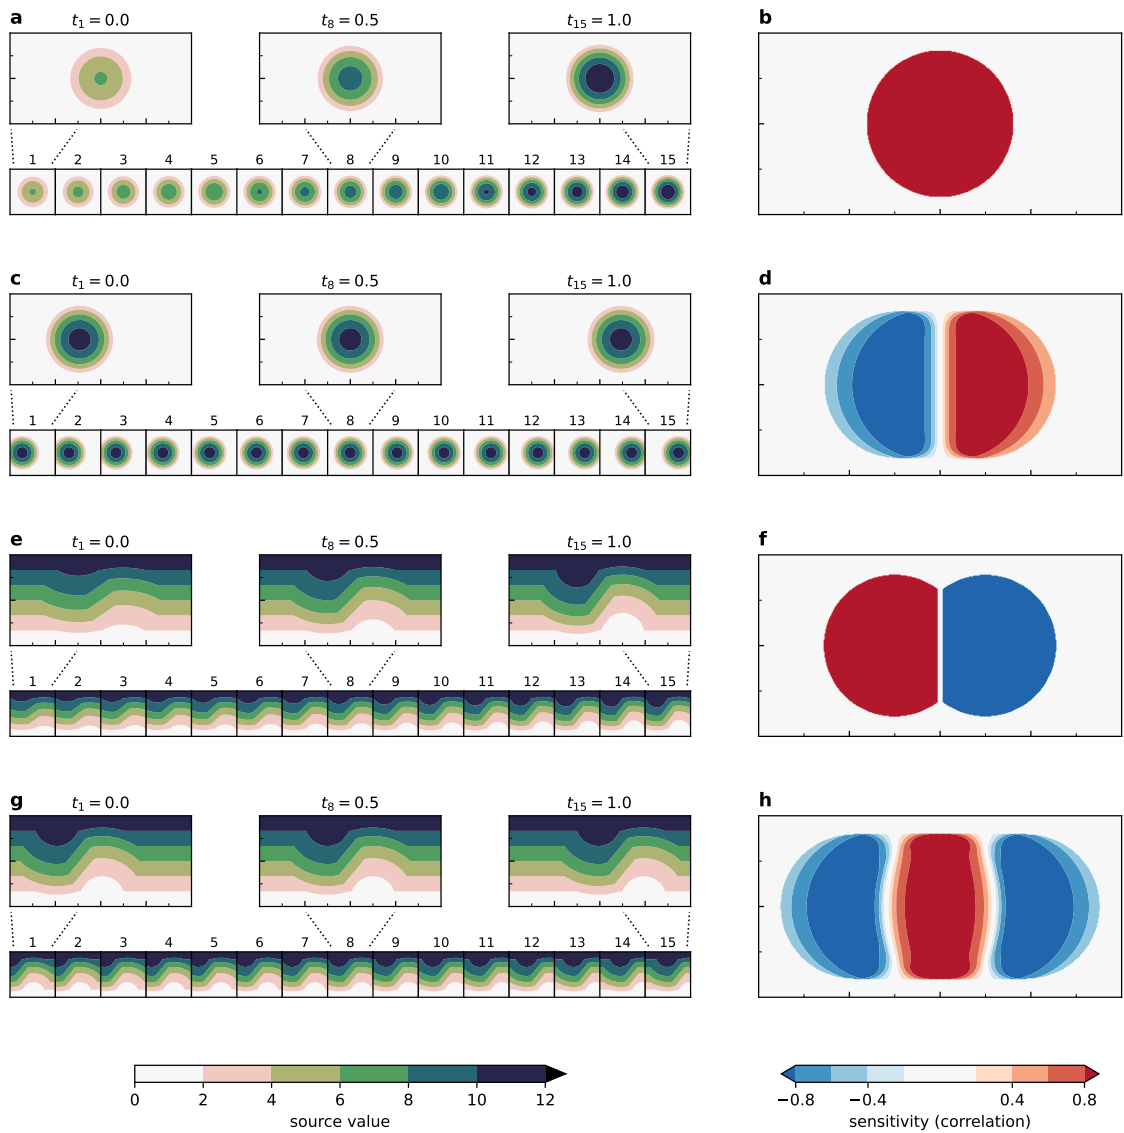 a
t₁ = 0.0 t₈ = 0.5 t₁₅ = 1.0
b
1 2 3 4 5 6 7 8 9 10 11 12 13 14 15
c
t₁ = 0.0 t₈ = 0.5 t₁₅ = 1.0
d
1 2 3 4 5 6 7 8 9 10 11 12 13 14 15
e
t₁ = 0.0 t₈ = 0.5 t₁₅ = 1.0
f
1 2 3 4 5 6 7 8 9 10 11 12 13 14 15
g
t₁ = 0.0 t₈ = 0.5 t₁₅ = 1.0
h
1 2 3 4 5 6 7 8 9 10 11 12 13 14 15
0 2 4 6 8 10 12
source value
−0.8 −0.4 0.4 0.8
sensitivity (correlation)